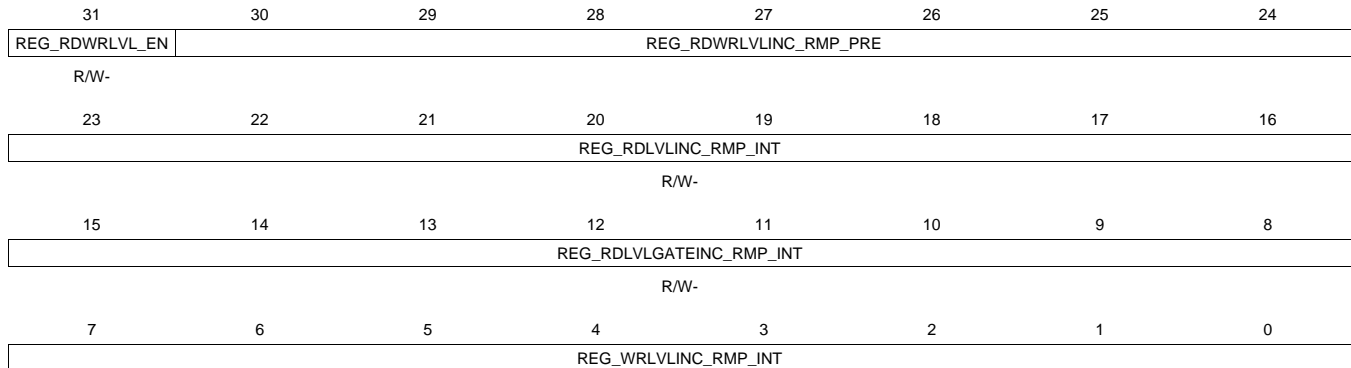 31 30 29 28 27 26 25 24
REG_RDWRLVL_EN REG_RDWRLVLINC_RMP_PRE
R/W-
23 22 21 20 19 18 17 16
REG_RDLVLINC_RMP_INT
R/W-
15 14 13 12 11 10 9 8
REG_RDLVLGATEINC_RMP_INT
R/W-
7 6 5 4 3 2 1 0
REG_WRLVLINC_RMP_INT